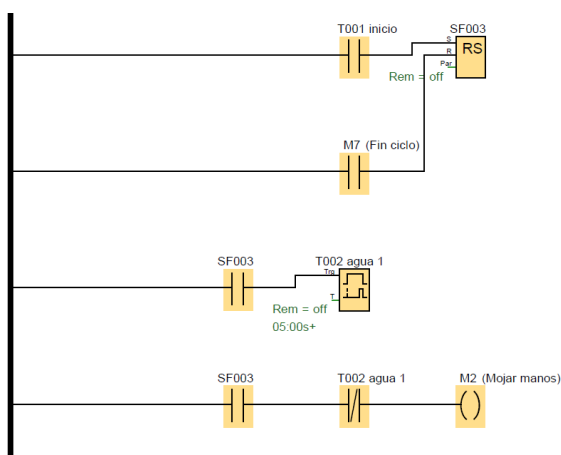 T001 inicio
SF003
S
RS
R
Par
Rem = off
M7 (Fin ciclo)
SF003
T002 agua 1
Trg
T
Rem = off
05:00s+
SF003
T002 agua 1
M2 (Mojar manos)